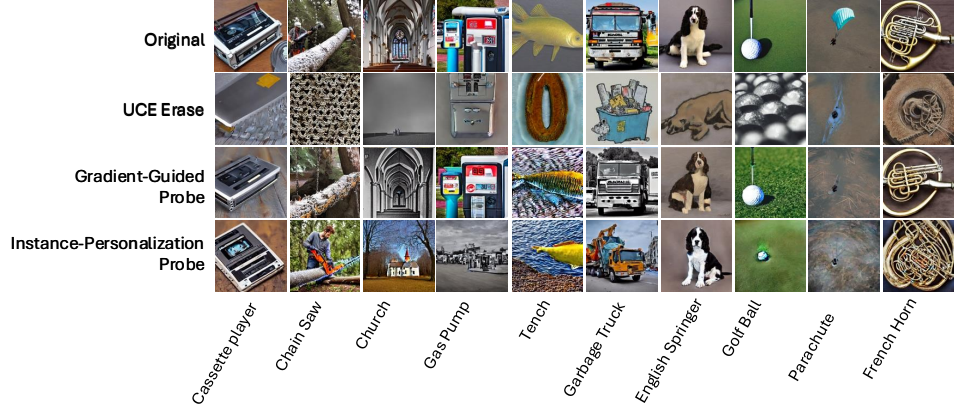 Original
UCE Erase
Gradient-Guided
Probe
Instance-Personalization
Probe
Cassette player
Chain Saw
Church
Gas Pump
Tench
Garbage Truck
English Springer
Golf Ball
Parachute
French Horn